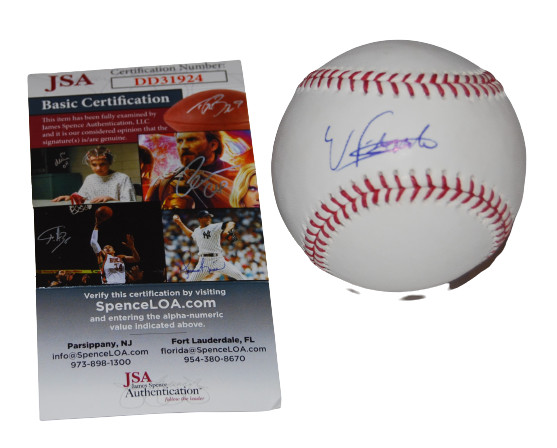 JSA
Certification Number:
DD31924
Basic Certification
This item has been fully examined by
James Spence Authentication, LLC
and it is our considered opinion that the
signature(s) is/are genuine.
Verify this certification by visiting
SpenceLOA.com
and entering the alpha-numeric
value indicated above.
Parsippany, NJ
info@SpenceLOA.com
973-898-1300
Fort Lauderdale, FL
florida@SpenceLOA.com
954-380-8670
JSA
James Spence
Authentication
follow the leader